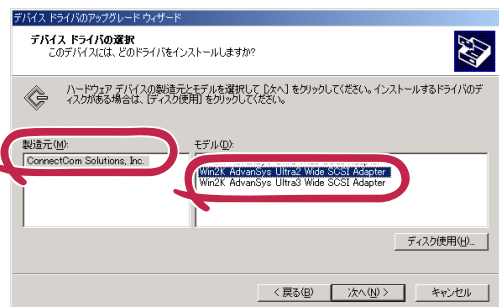 デバイス ドライバのアップグレード ウィザード
デバイス ドライバの選択
このデバイスには、どのドライバをインストールしますか?
ハードウェア デバイスの製造元とモデルを選択して [次へ] をクリックしてください。インストールするドライバのデ
ィスクがある場合は、[ディスク使用] をクリックしてください。
製造元(M):
モデル(D):
ConnectCom Solutions, Inc.
Win2K AdvanSys Ultra2 Wide SCSI Adapter
Win2K AdvanSys Ultra3 Wide SCSI Adapter
ディスク使用(H)...
< 戻る(B)
次へ(N) >
キャンセル